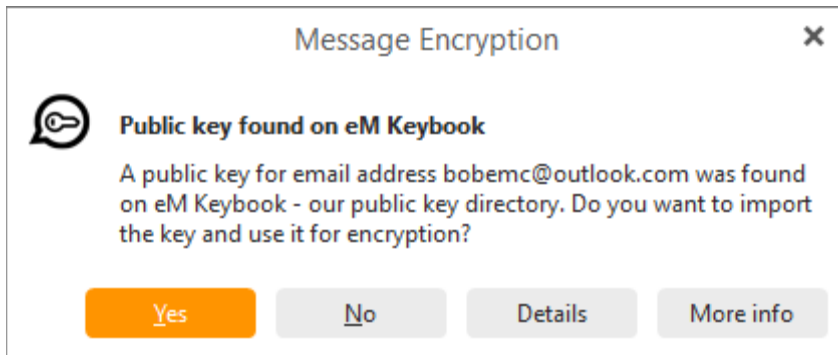 Message Encryption
Public key found on eM Keybook
A public key for email address bobemc@outlook.com was found
on eM Keybook - our public key directory. Do you want to import
the key and use it for encryption?
Yes
No
Details
More info